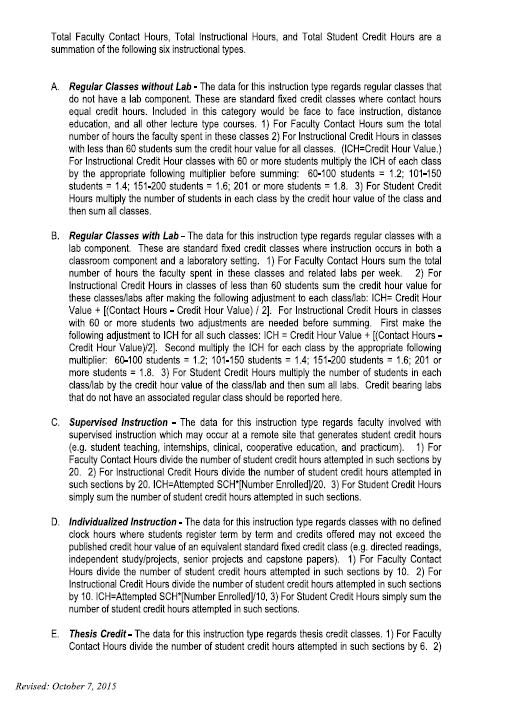 Total Faculty Contact Hours, Total Instructional Hours, and Total Student Credit Hours are a
summation of the following six instructional types.
A. Regular Classes without Lab - The data for this instruction type regards regular classes that
do not have a lab component. These are standard fixed credit classes where contact hours
equal credit hours. Included in this category would be face to face instruction, distance
education, and all other lecture type courses. 1) For Faculty Contact Hours sum the total
number of hours the faculty spent in these classes 2) For Instructional Credit Hours in classes
with less than 60 students sum the credit hour value for all classes. (ICH=Credit Hour Value.)
For Instructional Credit Hour classes with 60 or more students multiply the ICH of each class
by the appropriate following multiplier before summing: 60-100 students = 1.2; 101-150
students = 1.4; 151-200 students = 1.6; 201 or more students = 1.8. 3) For Student Credit
Hours multiply the number of students in each class by the credit hour value of the class and
then sum all classes.
B. Regular Classes with Lab - The data for this instruction type regards regular classes with a
lab component. These are standard fixed credit classes where instruction occurs in both a
classroom component and a laboratory setting. 1) For Faculty Contact Hours sum the total
number of hours the faculty spent in these classes and related labs per week. 2) For
Instructional Credit Hours in classes of less than 60 students sum the credit hour value for
these classes/labs after making the following adjustment to each class/lab: ICH= Credit Hour
Value + [(Contact Hours - Credit Hour Value) / 2]. For Instructional Credit Hours in classes
with 60 or more students two adjustments are needed before summing. First make the
following adjustment to ICH for all such classes: ICH = Credit Hour Value + [(Contact Hours -
Credit Hour Value)/2]. Second multiply the ICH for each class by the appropriate following
multiplier: 60-100 students = 1.2; 101-150 students = 1.4; 151-200 students = 1.6; 201 or
more students = 1.8. 3) For Student Credit Hours multiply the number of students in each
class/lab by the credit hour value of the class/lab and then sum all labs. Credit bearing labs
that do not have an associated regular class should be reported here.
C. Supervised Instruction - The data for this instruction type regards faculty involved with
supervised instruction which may occur at a remote site that generates student credit hours
(e.g. student teaching, internships, clinical, cooperative education, and practicum). 1) For
Faculty Contact Hours divide the number of student credit hours attempted in such sections by
20. 2) For Instructional Credit Hours divide the number of student credit hours attempted in
such sections by 20. ICH=Attempted SCH*[Number Enrolled]/20. 3) For Student Credit Hours
simply sum the number of student credit hours attempted in such sections.
D. Individualized Instruction - The data for this instruction type regards classes with no defined
clock hours where students register term by term and credits offered may not exceed the
published credit hour value of an equivalent standard fixed credit class (e.g. directed readings,
independent study/projects, senior projects and capstone papers). 1) For Faculty Contact
Hours divide the number of student credit hours attempted in such sections by 10. 2) For
Instructional Credit Hours divide the number of student credit hours attempted in such sections
by 10. ICH=Attempted SCH*[Number Enrolled]/10, 3) For Student Credit Hours simply sum the
number of student credit hours attempted in such sections.
E. Thesis Credit - The data for this instruction type regards thesis credit classes. 1) For Faculty
Contact Hours divide the number of student credit hours attempted in such sections by 6. 2)
Revised: October 7, 2015